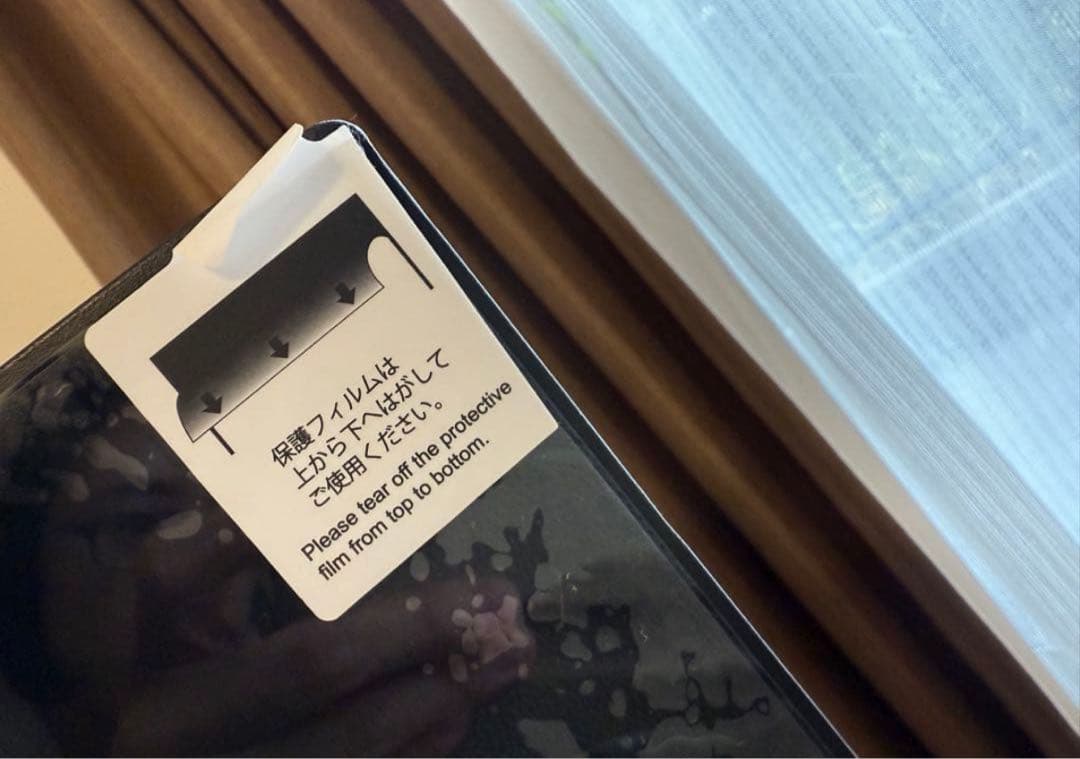 保護フィルムは
上から下へはがして
ご使用ください。
Please tear off the protective
film from top to bottom.